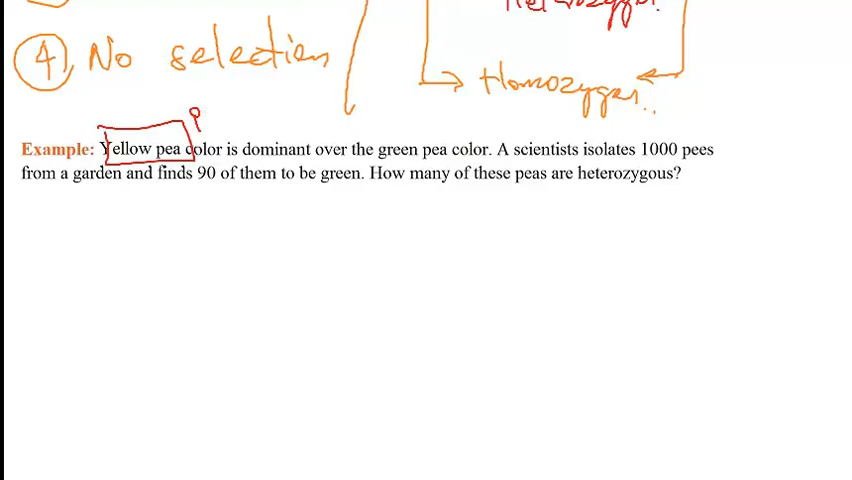 Heterozygous.
④. No selection
Homozygous..
P
Example: Yellow pea color is dominant over the green pea color. A scientists isolates 1000 pees
from a garden and finds 90 of them to be green. How many of these peas are heterozygous?